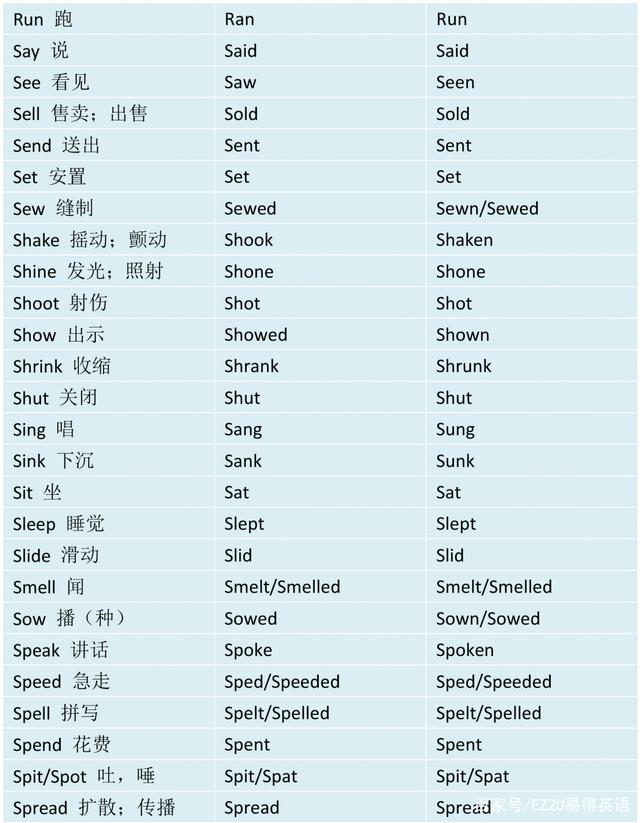 Run 跑 Ran Run
Say 说 Said Said
See 看见 Saw Seen
Sell 售卖；出售 Sold Sold
Send 送出 Sent Sent
Set 安置 Set Set
Sew 缝制 Sewed Sewn/Sewed
Shake 摇动；颤动 Shook Shaken
Shine 发光；照射 Shone Shone
Shoot 射伤 Shot Shot
Show 出示 Showed Shown
Shrink 收缩 Shrank Shrunk
Shut 关闭 Shut Shut
Sing 唱 Sang Sung
Sink 下沉 Sank Sunk
Sit 坐 Sat Sat
Sleep 睡觉 Slept Slept
Slide 滑动 Slid Slid
Smell 闻 Smelt/Smelled Smelt/Smelled
Sow 播（种） Sowed Sown/Sowed
Speak 讲话 Spoke Spoken
Speed 急走 Sped/Speeded Sped/Speeded
Spell 拼写 Spelt/Spelled Spelt/Spelled
Spend 花费 Spent Spent
Spit/Spot 吐，唾 Spit/Spat Spit/Spat
Spread 扩散；传播 Spread Spread
家号/EZ2U易得英语